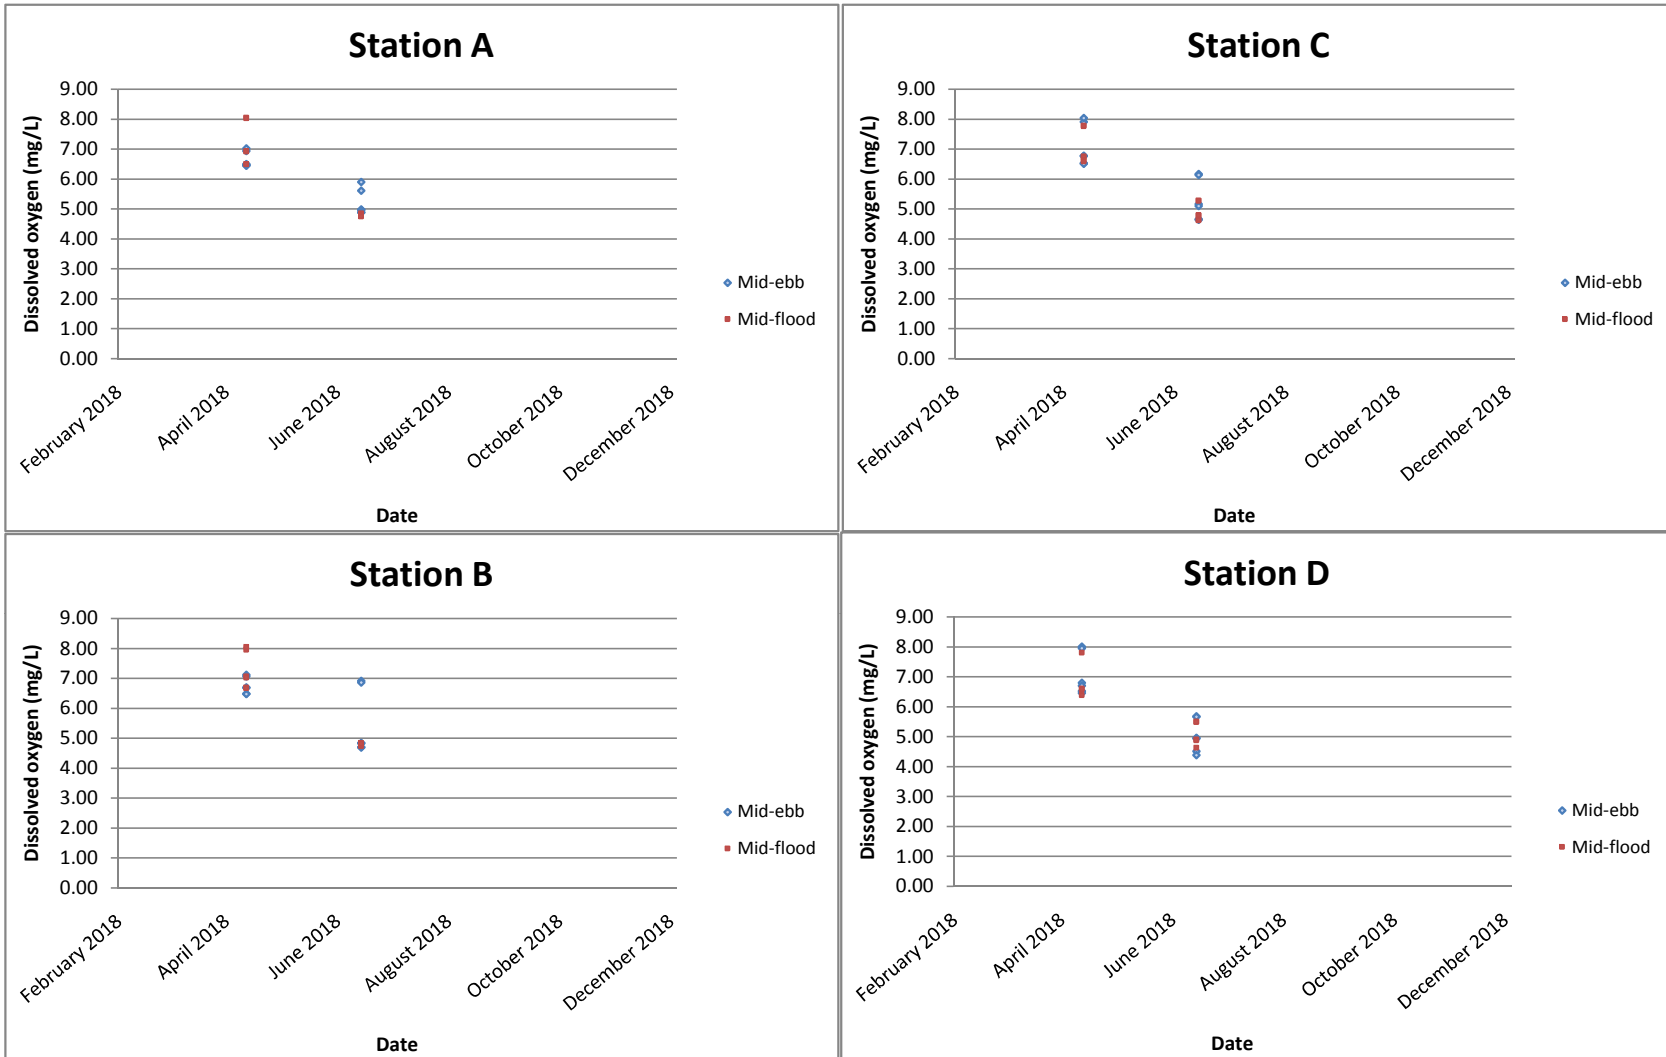 Station A
Dissolved oxygen (mg/L)
9.00
8.00
7.00
6.00
5.00
4.00
3.00
2.00
1.00
0.00
February 2018
April 2018
June 2018
August 2018
October 2018
December 2018
Date
Mid-ebb
Mid-flood
Station C
Dissolved oxygen (mg/L)
9.00
8.00
7.00
6.00
5.00
4.00
3.00
2.00
1.00
0.00
February 2018
April 2018
June 2018
August 2018
October 2018
December 2018
Date
Mid-ebb
Mid-flood
Station B
Dissolved oxygen (mg/L)
9.00
8.00
7.00
6.00
5.00
4.00
3.00
2.00
1.00
0.00
February 2018
April 2018
June 2018
August 2018
October 2018
December 2018
Date
Mid-ebb
Mid-flood
Station D
Dissolved oxygen (mg/L)
9.00
8.00
7.00
6.00
5.00
4.00
3.00
2.00
1.00
0.00
February 2018
April 2018
June 2018
August 2018
October 2018
December 2018
Date
Mid-ebb
Mid-flood